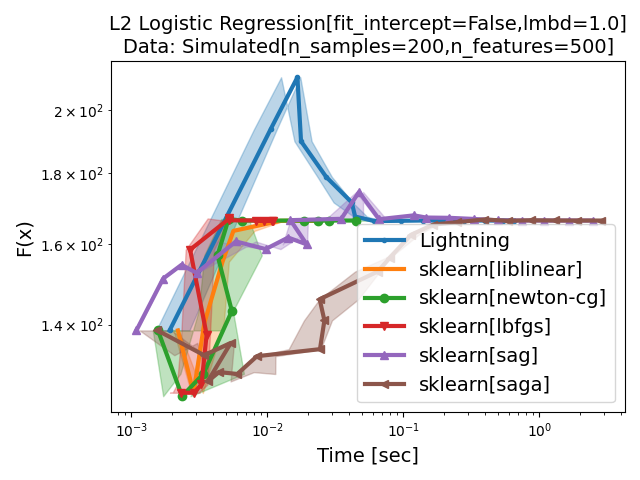 L2 Logistic Regression[fit_intercept=False,lmbd=1.0]
Data: Simulated[n_samples=200,n_features=500]
F(x)
2 × 10²
1.8 × 10²
1.6 × 10²
1.4 × 10²
Lightning
sklearn[liblinear]
sklearn[newton-cg]
sklearn[lbfgs]
sklearn[sag]
sklearn[saga]
10⁻³ 10⁻² 10⁻¹ 10⁰
Time [sec]